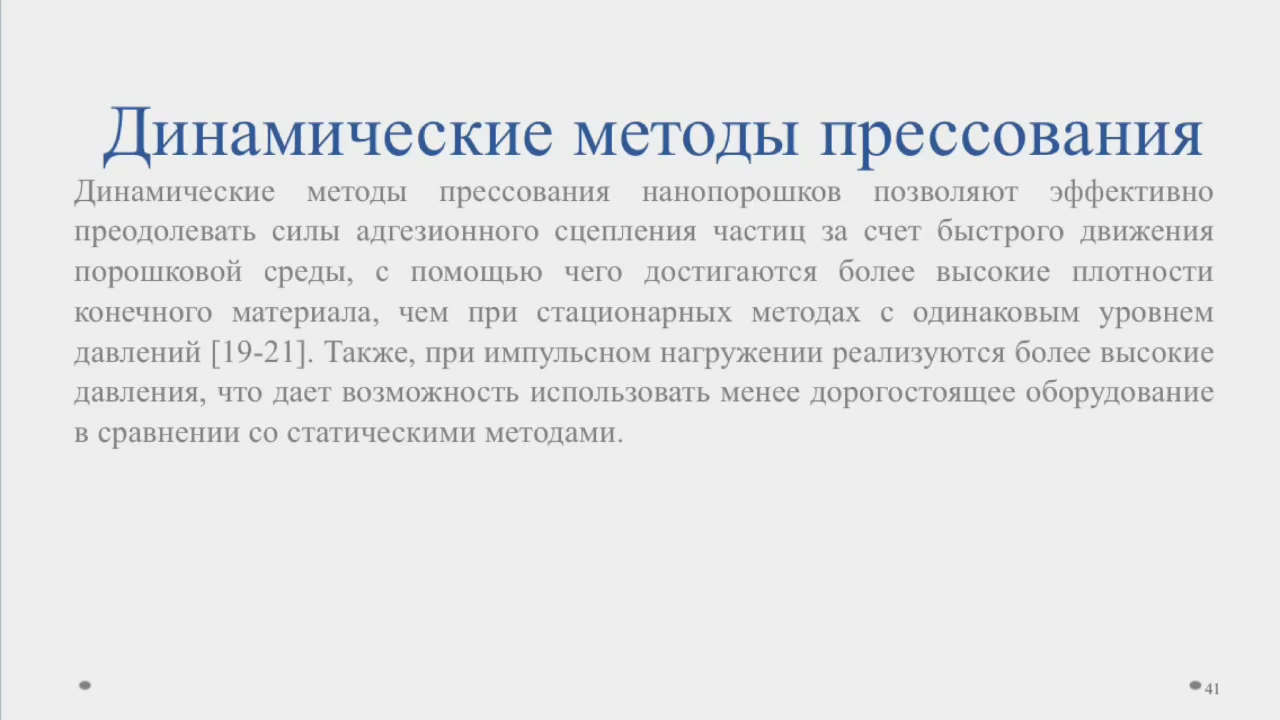 Динамические методы прессования
Динамические методы прессования нанопорошков позволяют эффективно
преодолевать силы адгезионного сцепления частиц за счет быстрого движения
порошковой среды, с помощью чего достигаются более высокие плотности
конечного материала, чем при стационарных методах с одинаковым уровнем
давлений [19-21]. Также, при импульсном нагружении реализуются более высокие
давления, что дает возможность использовать менее дорогостоящее оборудование
в сравнении со статическими методами.
41